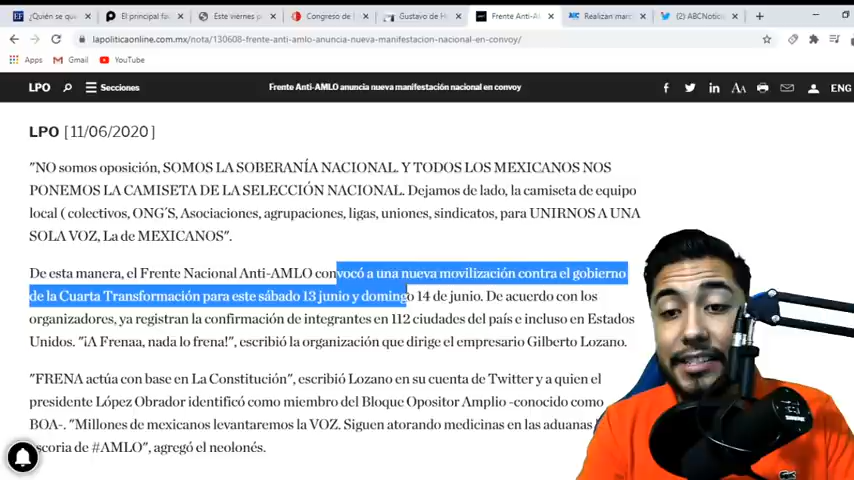 ¿Quién se qu
El principal fa
Este viernes p
Congreso de
Gustavo de H
Frente Anti-AM
Realizan marc
(2) ABCNotic
lapoliticaonline.com.mx/nota/130608-frente-anti-amlo-anuncia-nueva-manifestacion-nacional-en-convoy/
Apps
Gmail
YouTube
LPO
Secciones
Frente Anti-AMLO anuncia nueva manifestación nacional en convoy
AA
ENG
LPO [11/06/2020]
"NO somos oposición, SOMOS LA SOBERANÍA NACIONAL. Y TODOS LOS MEXICANOS NOS
PONEMOS LA CAMISETA DE LA SELECCIÓN NACIONAL. Dejamos de lado, la camiseta de equipo
local ( colectivos, ONG´S, Asociaciones, agrupaciones, ligas, uniones, sindicatos, para UNIRNOS A UNA
SOLA VOZ, La de MEXICANOS".
De esta manera, el Frente Nacional Anti-AMLO convocó a una nueva movilización contra el gobierno
de la Cuarta Transformación para este sábado 13 junio y domingo 14 de junio. De acuerdo con los
organizadores, ya registran la confirmación de integrantes en 112 ciudades del país e incluso en Estados
Unidos. "¡A Frenaa, nada lo frena!", escribió la organización que dirige el empresario Gilberto Lozano.
"FRENA actúa con base en La Constitución", escribió Lozano en su cuenta de Twitter y a quien el
presidente López Obrador identificó como miembro del Bloque Opositor Amplio -conocido como
BOA-. "Millones de mexicanos levantaremos la VOZ. Siguen atorando medicinas en las aduanas
scoria de #AMLO", agregó el neolonés.